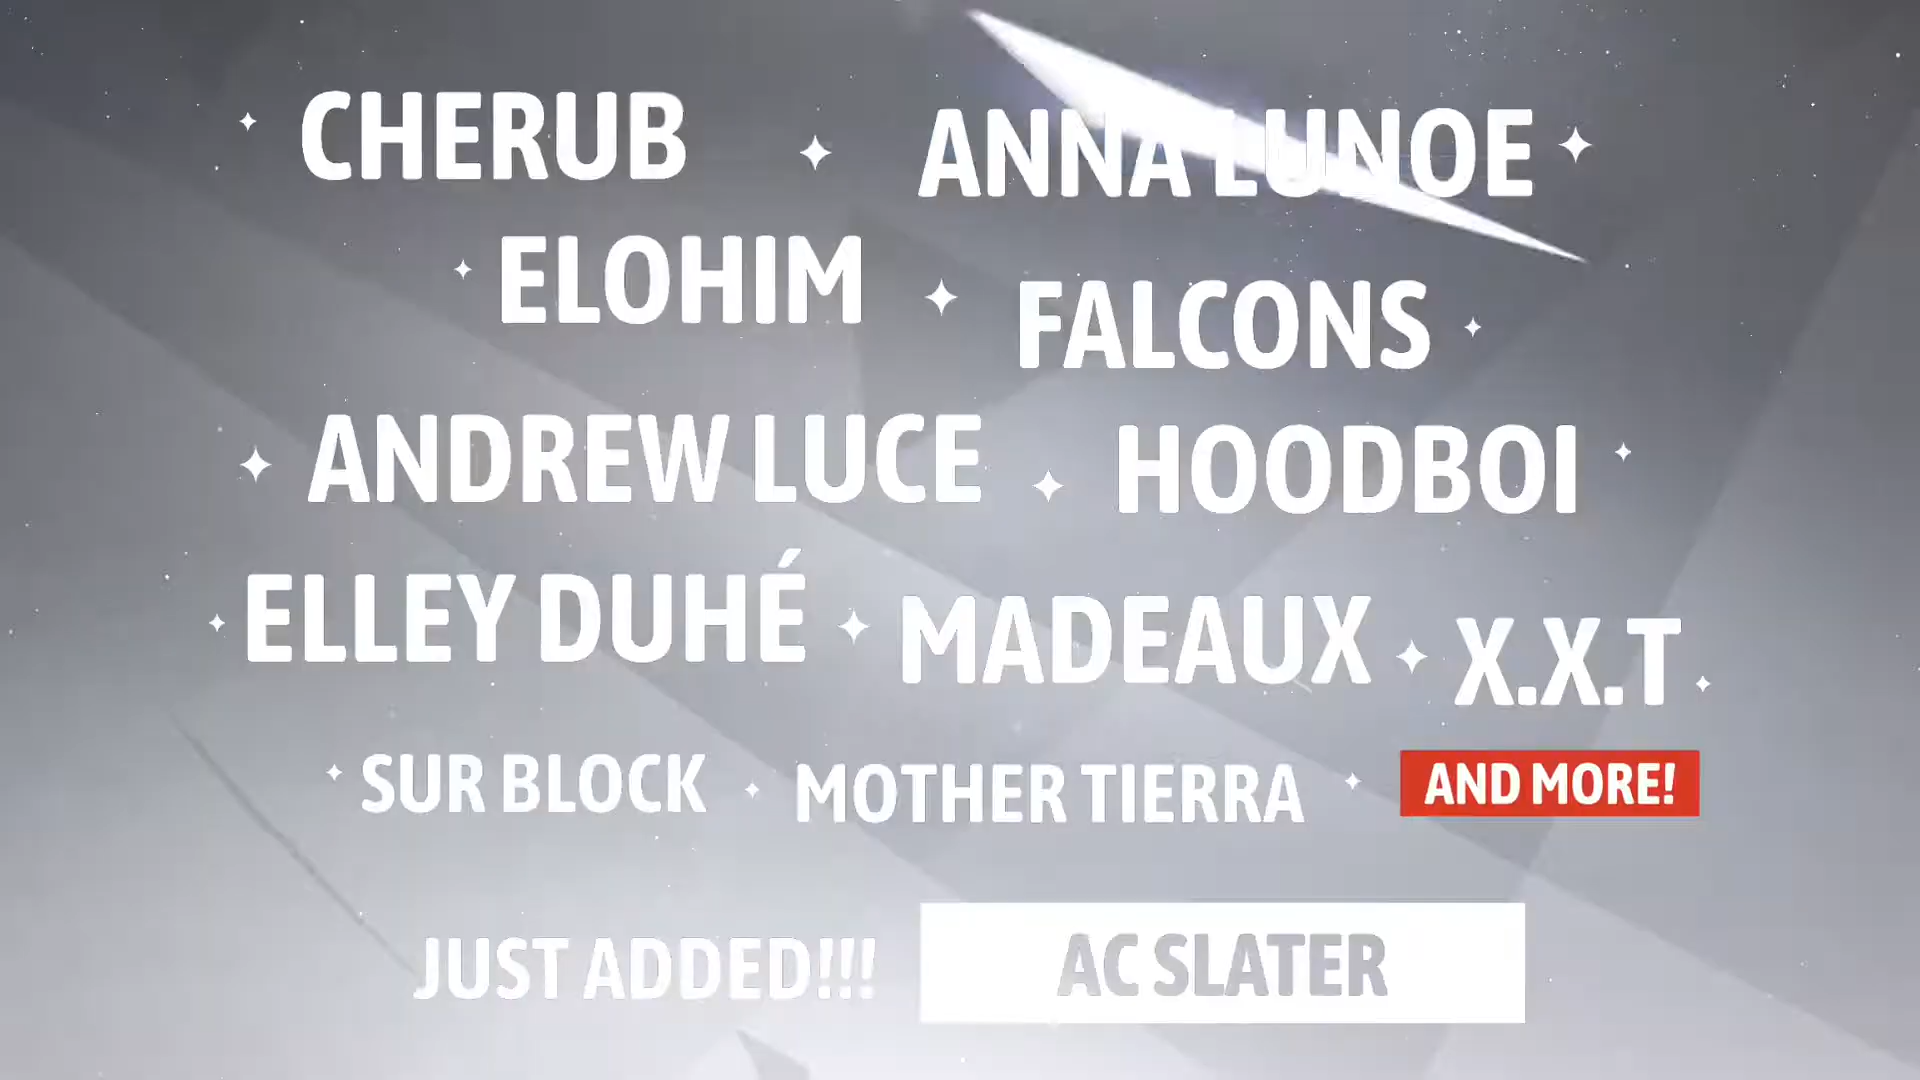 CHERUB ANNA LUNOE
ELOHIM FALCONS
ANDREW LUCE HOODBOI
ELLEY DUHÉ MADEAUX X.X.T
SUR BLOCK MOTHER TIERRA AND MORE!
JUST ADDED!!! AC SLATER